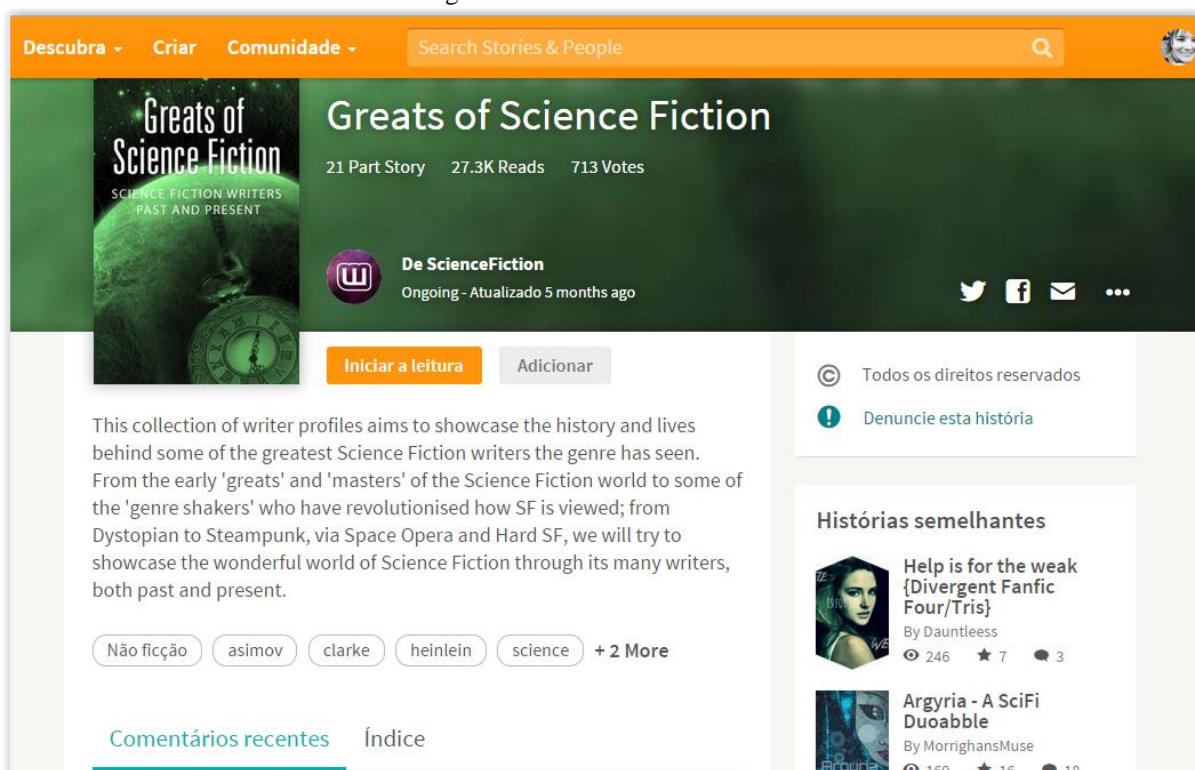 Descubra Criar Comunidade Search Stories & People
Greats of
Science Fiction
SCIENCE FICTION WRITERS
PAST AND PRESENT
Greats of Science Fiction
21 Part Story 27.3K Reads 713 Votes
De ScienceFiction
Ongoing - Atualizado 5 months ago
Iniciar a leitura Adicionar
This collection of writer profiles aims to showcase the history and lives
behind some of the greatest Science Fiction writers the genre has seen.
From the early 'greats' and 'masters' of the Science Fiction world to some of
the 'genre shakers' who have revolutionised how SF is viewed; from
Dystopian to Steampunk, via Space Opera and Hard SF, we will try to
showcase the wonderful world of Science Fiction through its many writers,
both past and present.
Não ficção asimov clarke heinlein science + 2 More
Comentários recentes Índice
© Todos os direitos reservados
Denuncie esta história
Histórias semelhantes
Help is for the weak
{Divergent Fanfic
Four/Tris}
By Dauntleess
246 7 3
Argyria - A SciFi
Duoabble
By MorrighansMuse